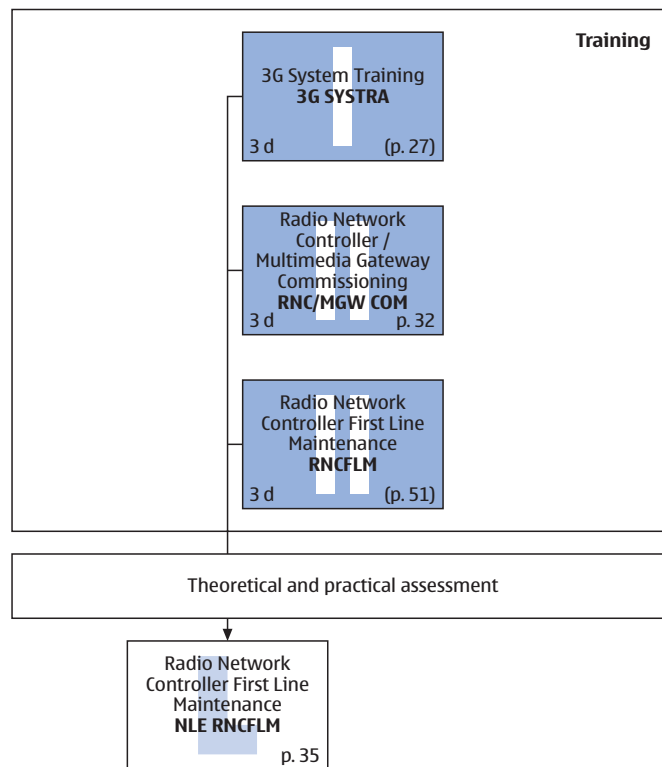 Training
3G System Training
3G SYSTRA
3 d (p. 27)
Radio Network
Controller /
Multimedia Gateway
Commissioning
RNC/MGW COM
3 d p. 32
Radio Network
Controller First Line
Maintenance
RNCFLM
3 d (p. 51)
Theoretical and practical assessment
Radio Network
Controller First Line
Maintenance
NLE RNCFLM
p. 35